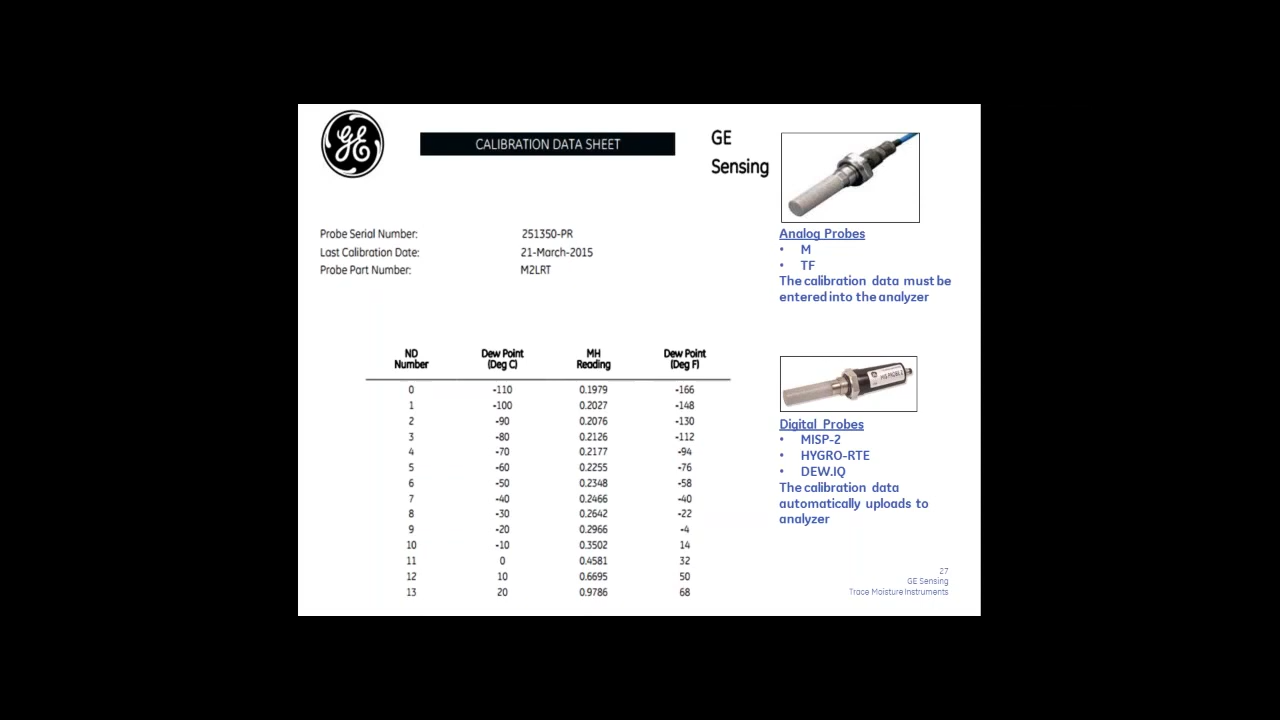 GE
CALIBRATION DATA SHEET
GE
Sensing
Probe Serial Number: 251350-PR
Last Calibration Date: 21-March-2015
Probe Part Number: M2LRT
ND Number Dew Point (Deg C) MH Reading Dew Point (Deg F)
0 -110 0.1979 -166
1 -100 0.2027 -148
2 -90 0.2076 -130
3 -80 0.2126 -112
4 -70 0.2177 -94
5 -60 0.2255 -76
6 -50 0.2348 -58
7 -40 0.2466 -40
8 -30 0.2642 -22
9 -20 0.2966 -4
10 -10 0.3502 14
11 0 0.4581 32
12 10 0.6695 50
13 20 0.9786 68
Analog Probes
• M
• TF
The calibration data must be
entered into the analyzer
Digital Probes
• MISP-2
• HYGRO-RTE
• DEW.IQ
The calibration data
automatically uploads to
analyzer
27
GE Sensing
Trace Moisture Instruments